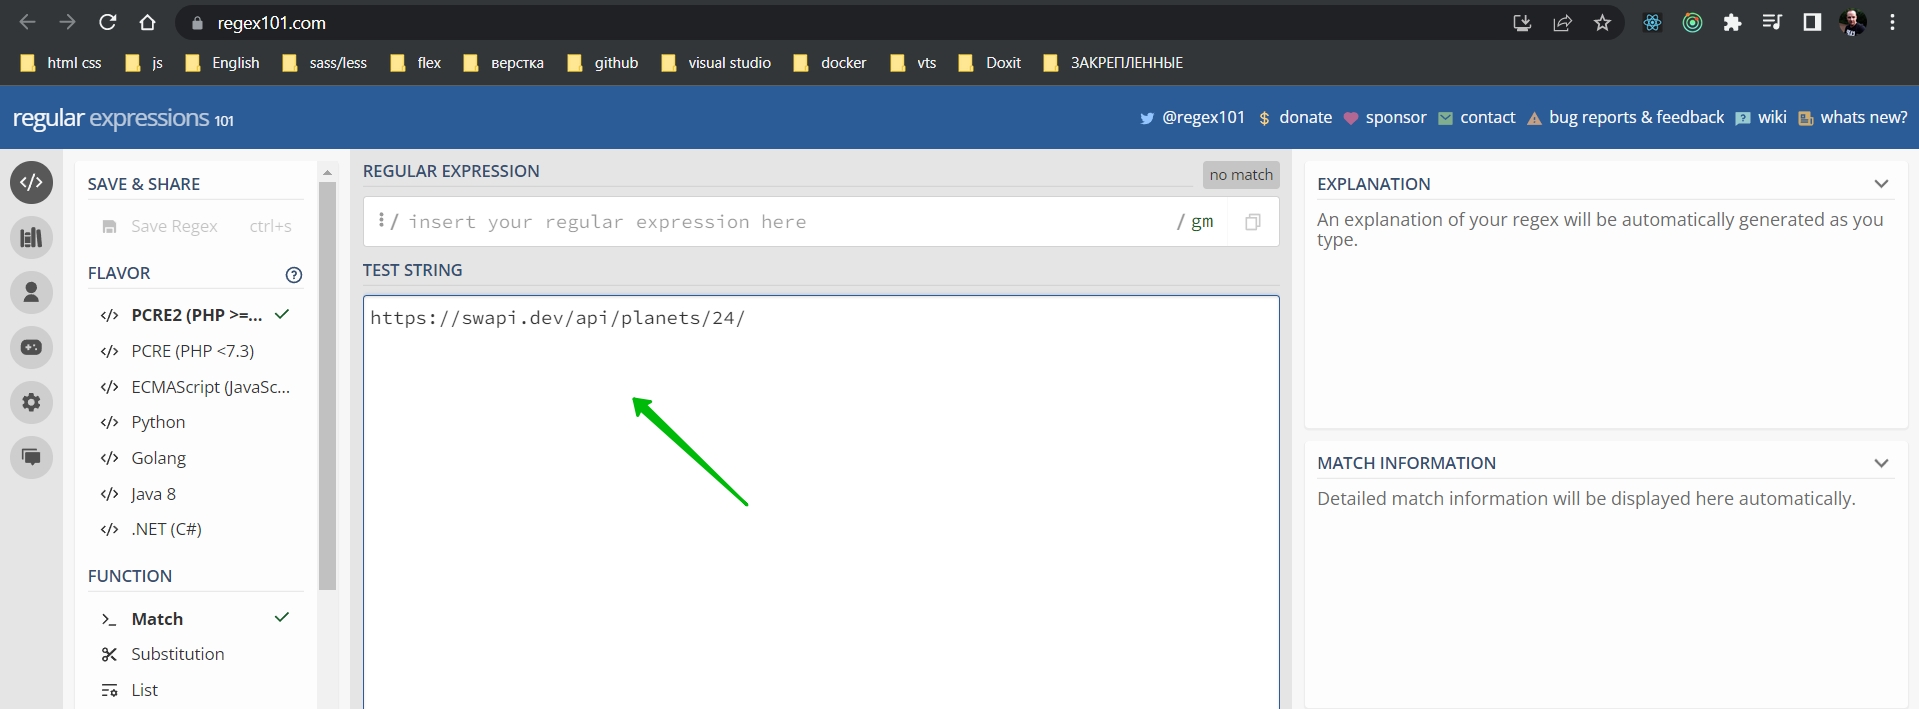 regex101.com
html css js English sass/less flex верстка github visual studio docker vts Doxit ЗАКРЕПЛЕННЫЕ
regular expressions 101
@regex101 $ donate sponsor contact bug reports & feedback wiki whats new?
SAVE & SHARE
Save Regex ctrl+s
FLAVOR
</> PCRE2 (PHP >=...
</> PCRE (PHP <7.3)
</> ECMAScript (JavaSc...
</> Python
</> Golang
</> Java 8
</> .NET (C#)
FUNCTION
>_ Match
Substitution
List
REGULAR EXPRESSION
no match
/ insert your regular expression here / gm
TEST STRING
https://swapi.dev/api/planets/24/
EXPLANATION
An explanation of your regex will be automatically generated as you
type.
MATCH INFORMATION
Detailed match information will be displayed here automatically.